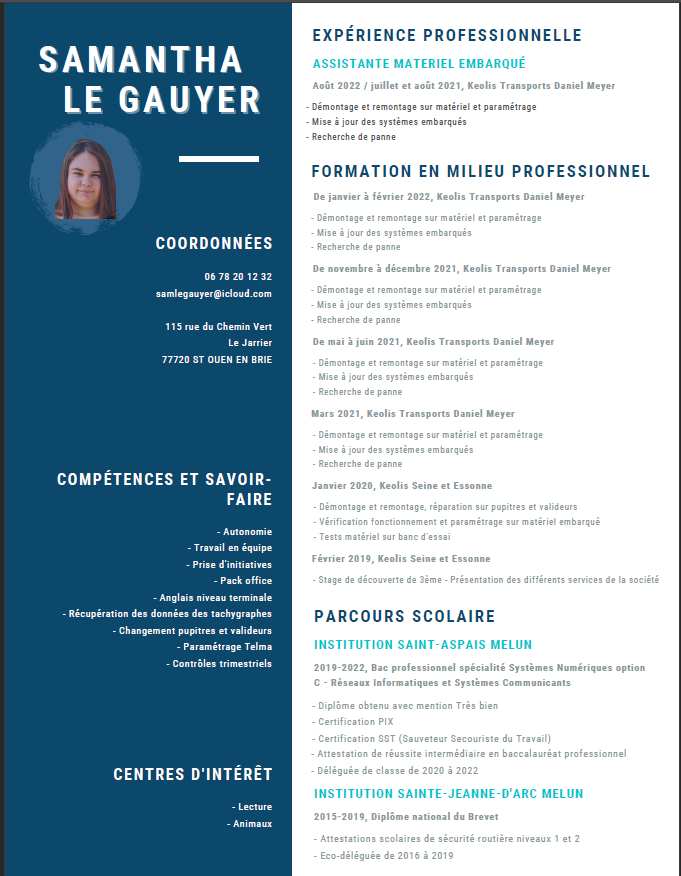 SAMANTHA
LE GAUYER
COORDONNÉES
06 78 20 12 32
samlegauyer@icloud.com
115 rue du Chemin Vert
Le Jarrier
77720 ST OUEN EN BRIE
COMPÉTENCES ET SAVOIR-
FAIRE
- Autonomie
- Travail en équipe
- Prise d'initiatives
- Pack office
- Anglais niveau terminale
- Récupération des données des tachygraphes
- Changement pupitres et valideurs
- Paramétrage Telma
- Contrôles trimestriels
CENTRES D'INTÉRÊT
- Lecture
- Animaux
EXPÉRIENCE PROFESSIONNELLE
ASSISTANTE MATERIEL EMBARQUÉ
Août 2022 / juillet et août 2021, Keolis Transports Daniel Meyer
- Démontage et remontage sur matériel et paramétrage
- Mise à jour des systèmes embarqués
- Recherche de panne
FORMATION EN MILIEU PROFESSIONNEL
De janvier à février 2022, Keolis Transports Daniel Meyer
- Démontage et remontage sur matériel et paramétrage
- Mise à jour des systèmes embarqués
- Recherche de panne
De novembre à décembre 2021, Keolis Transports Daniel Meyer
- Démontage et remontage sur matériel et paramétrage
- Mise à jour des systèmes embarqués
- Recherche de panne
De mai à juin 2021, Keolis Transports Daniel Meyer
- Démontage et remontage sur matériel et paramétrage
- Mise à jour des systèmes embarqués
- Recherche de panne
Mars 2021, Keolis Transports Daniel Meyer
- Démontage et remontage sur matériel et paramétrage
- Mise à jour des systèmes embarqués
- Recherche de panne
Janvier 2020, Keolis Seine et Essonne
- Démontage et remontage, réparation sur pupitres et valideurs
- Vérification fonctionnement et paramétrage sur matériel embarqué
- Tests matériel sur banc d'essai
Février 2019, Keolis Seine et Essonne
- Stage de découverte de 3ème - Présentation des différents services de la société
PARCOURS SCOLAIRE
INSTITUTION SAINT-ASPAIS MELUN
2019-2022, Bac professionnel spécialité Systèmes Numériques option
C - Réseaux Informatiques et Systèmes Communicants
- Diplôme obtenu avec mention Très bien
- Certification PIX
- Certification SST (Sauveteur Secouriste du Travail)
- Attestation de réussite intermédiaire en baccalauréat professionnel
- Déléguée de classe de 2020 à 2022
INSTITUTION SAINTE-JEANNE-D'ARC MELUN
2015-2019, Diplôme national du Brevet
- Attestations scolaires de sécurité routière niveaux 1 et 2
- Eco-déléguée de 2016 à 2019